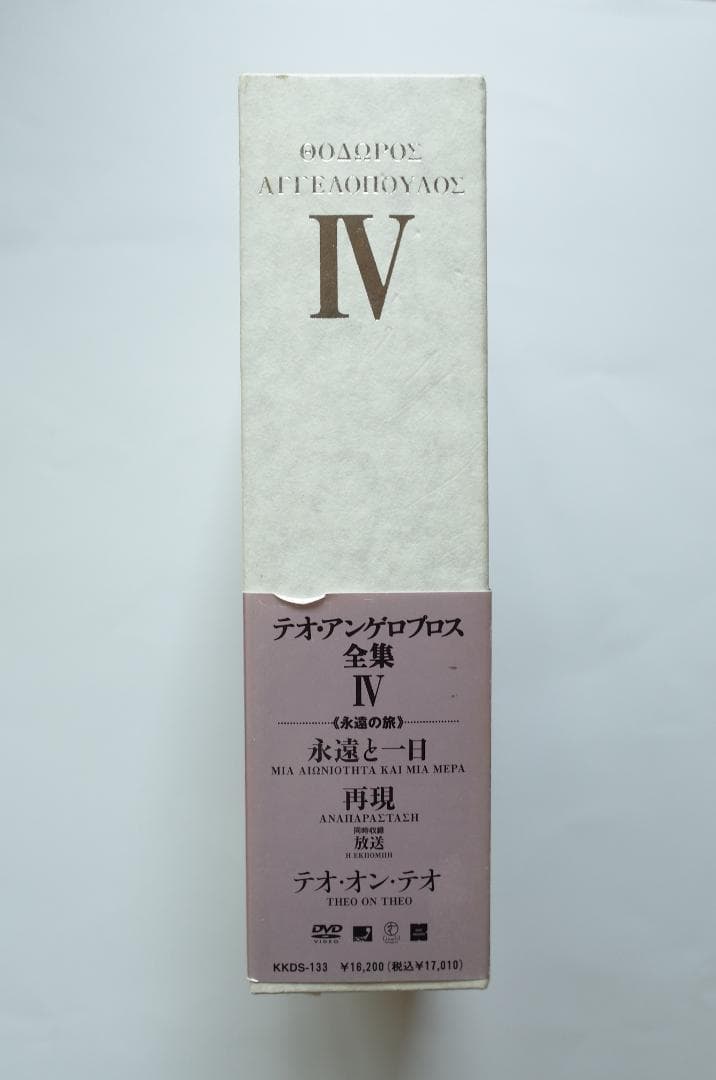 ΘΟΔΩΡΟΣ
ΑΓΓΕΛΟΠΟΥΛΟΣ
IV
テオ・アンゲロプロス
全集
IV
《永遠の旅》
永遠と一日
ΜΙΑ ΑΙΩΝΙΟΤΗΤΑ ΚΑΙ ΜΙΑ ΜΕΡΑ
再現
ΑΝΑΠΑΡΑΣΤΑΣΗ
同時収録
放送
Η ΕΚΠΟΜΠΗ
テオ・オン・テオ
THEO ON THEO
DVD
VIDEO
KKDS-133 ¥16,200(税込¥17,010)